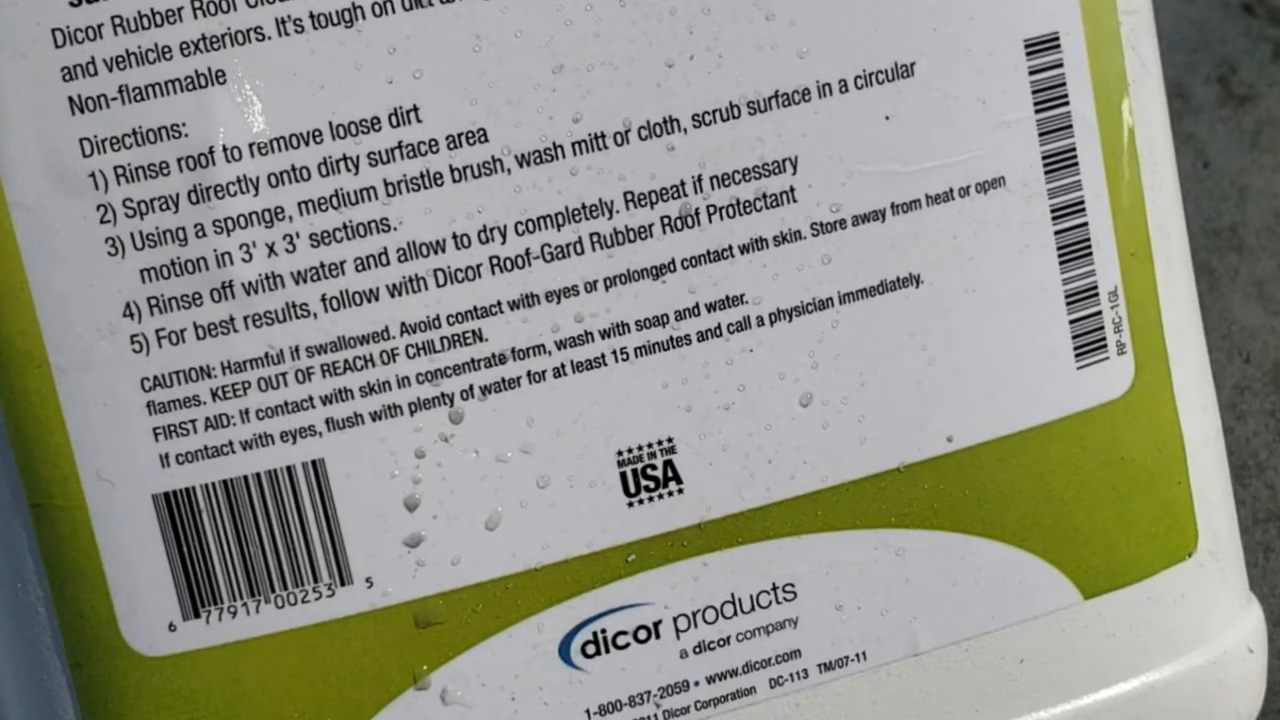 Dicor Rubber Roof
and vehicle exteriors. It's tough on dirt
Non-flammable
Directions:
1) Rinse roof to remove loose dirt
2) Spray directly onto dirty surface area
3) Using a sponge, medium bristle brush, wash mitt or cloth, scrub surface in a circular
motion in 3' x 3' sections.
4) Rinse off with water and allow to dry completely. Repeat if necessary
5) For best results, follow with Dicor Roof-Gard Rubber Roof Protectant
CAUTION: Harmful if swallowed. Avoid contact with eyes or prolonged contact with skin. Store away from heat or open
flames. KEEP OUT OF REACH OF CHILDREN.
FIRST AID: If contact with skin in concentrate form, wash with soap and water.
If contact with eyes, flush with plenty of water for at least 15 minutes and call a physician immediately.
RP-RC-1GL
MADE IN THE
USA
6 77917 00253 5
dicor products
a dicor company
1-800-837-2059 • www.dicor.com
Dicor Corporation DC-113 TM/07-11